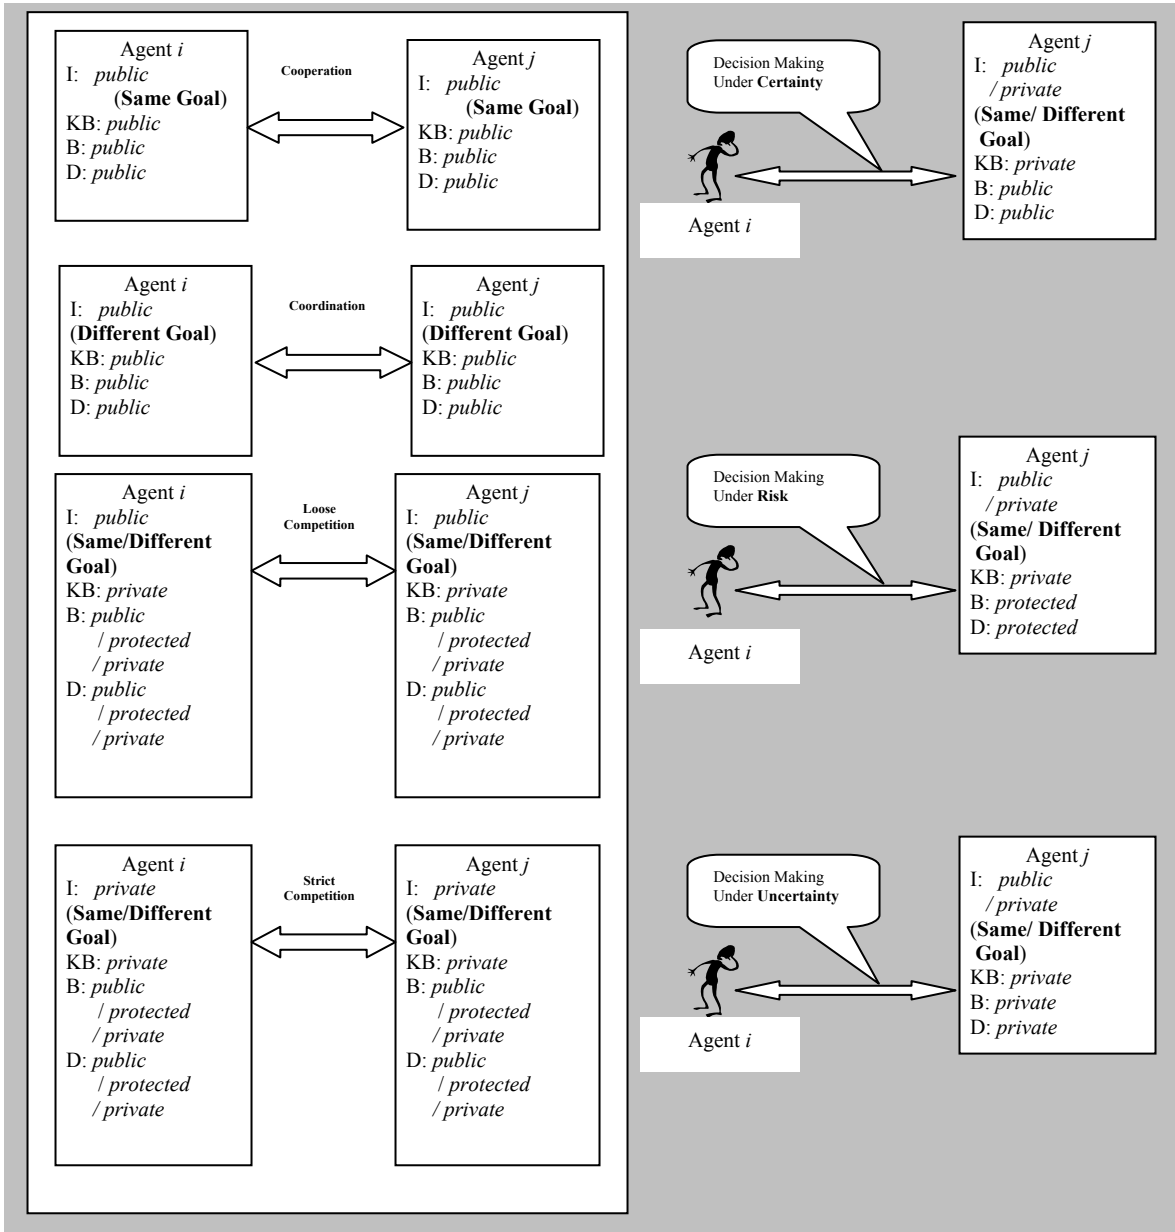 Agent i
I: public
(Same Goal)
KB: public
B: public
D: public
Cooperation
Agent j
I: public
(Same Goal)
KB: public
B: public
D: public
Agent i
I: public
(Different Goal)
KB: public
B: public
D: public
Coordination
Agent j
I: public
(Different Goal)
KB: public
B: public
D: public
Agent i
I: public
(Same/Different
Goal)
KB: private
B: public
/ protected
/ private
D: public
/ protected
/ private
Loose
Competition
Agent j
I: public
(Same/Different
Goal)
KB: private
B: public
/ protected
/ private
D: public
/ protected
/ private
Agent i
I: private
(Same/Different
Goal)
KB: private
B: public
/ protected
/ private
D: public
/ protected
/ private
Strict
Competition
Agent j
I: private
(Same/Different
Goal)
KB: private
B: public
/ protected
/ private
D: public
/ protected
/ private
Decision Making
Under Certainty
Agent i
Agent j
I: public
/ private
(Same/ Different
Goal)
KB: private
B: public
D: public
Decision Making
Under Risk
Agent i
Agent j
I: public
/ private
(Same/ Different
Goal)
KB: private
B: protected
D: protected
Decision Making
Under Uncertainty
Agent i
Agent j
I: public
/ private
(Same/ Different
Goal)
KB: private
B: private
D: private